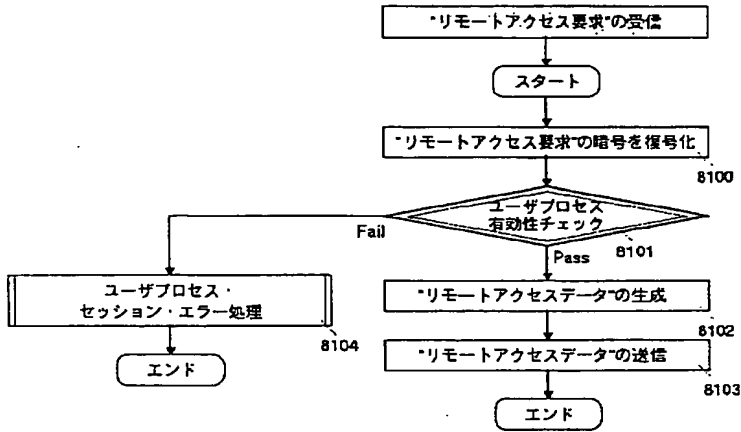 "リモートアクセス要求"の受信
スタート
"リモートアクセス要求"の暗号を復号化
8100
ユーザプロセス
有効性チェック
8101
Fail
Pass
ユーザプロセス・
セッション・エラー処理
8104
エンド
"リモートアクセスデータ"の生成
8102
"リモートアクセスデータ"の送信
8103
エンド